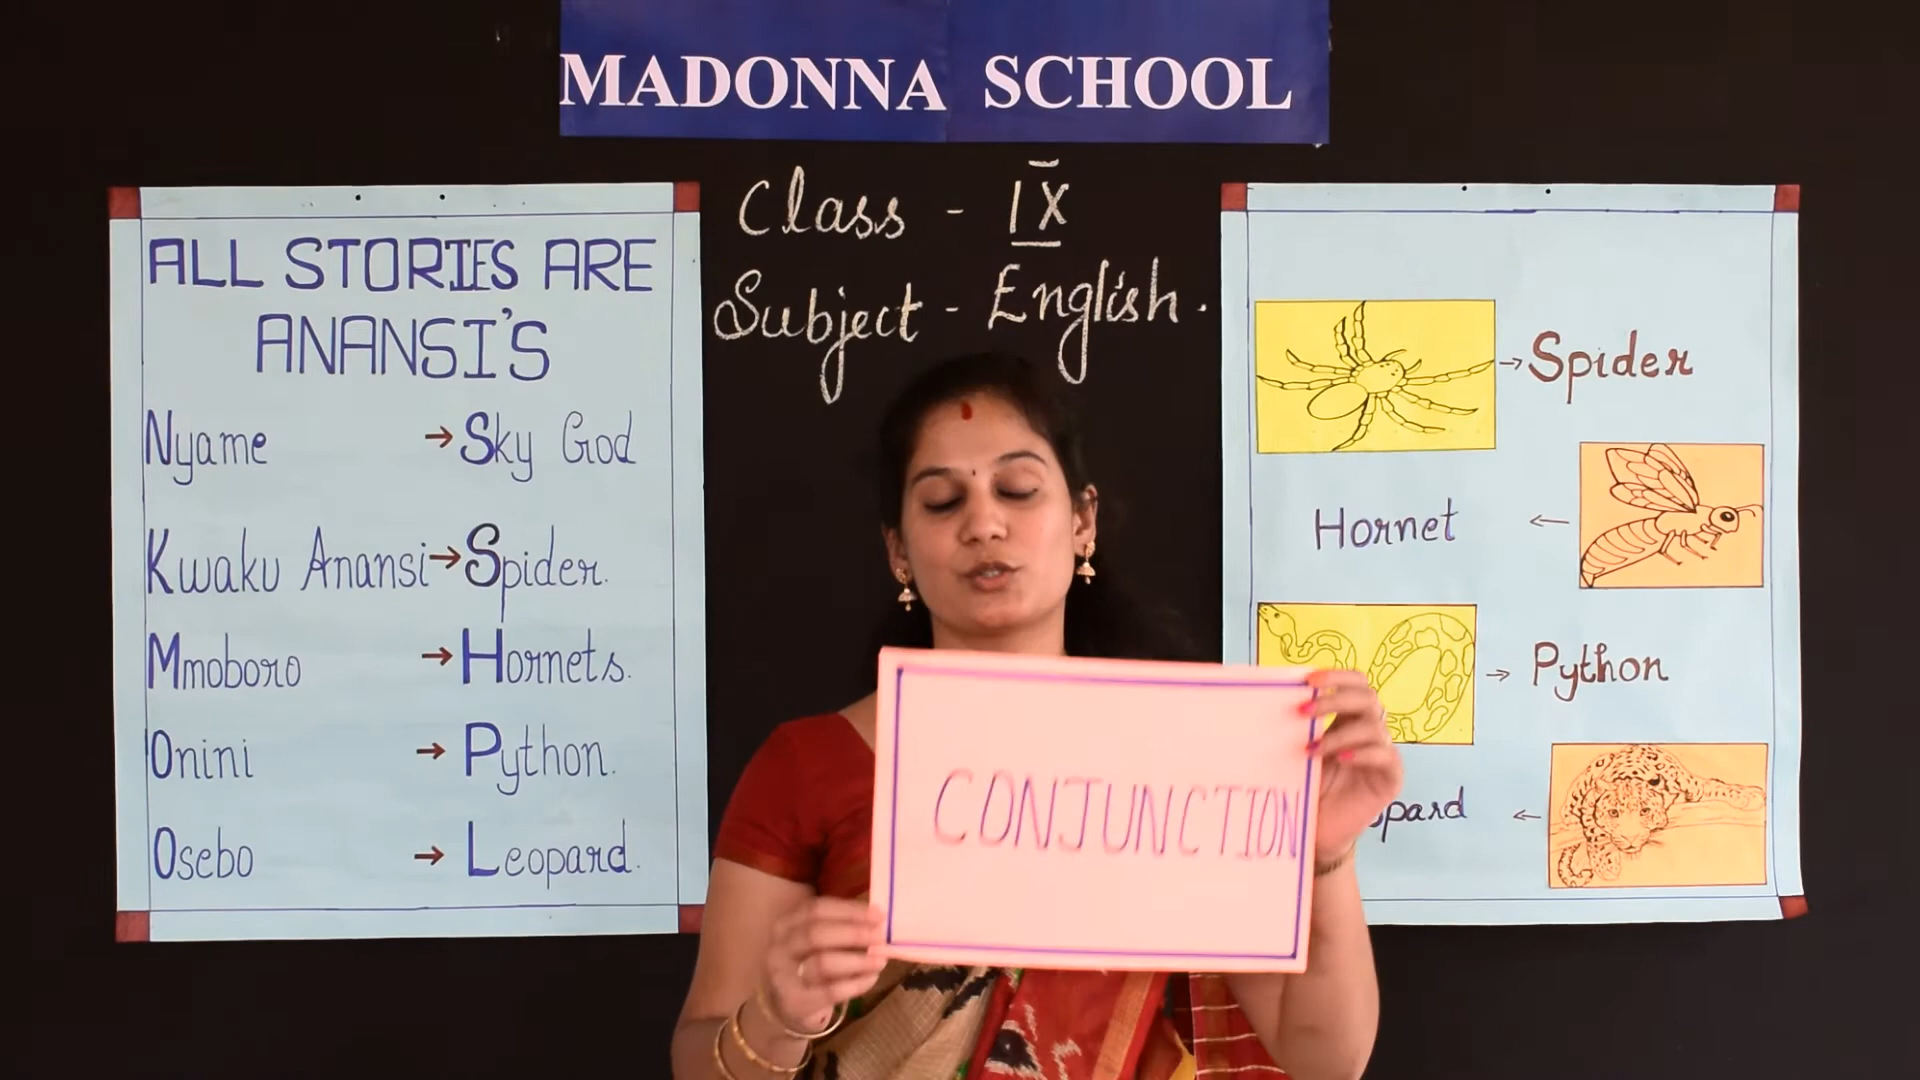 MADONNA SCHOOL
Class - IX
Subject - English.
ALL STORIES ARE
ANANSI'S
Nyame → Sky God
Kwaku Anansi → Spider.
Mmoboro → Hornets.
Onini → Python.
Osebo → Leopard.
→ Spider
Hornet ←
→ Python
pard ←
CONJUNCTION